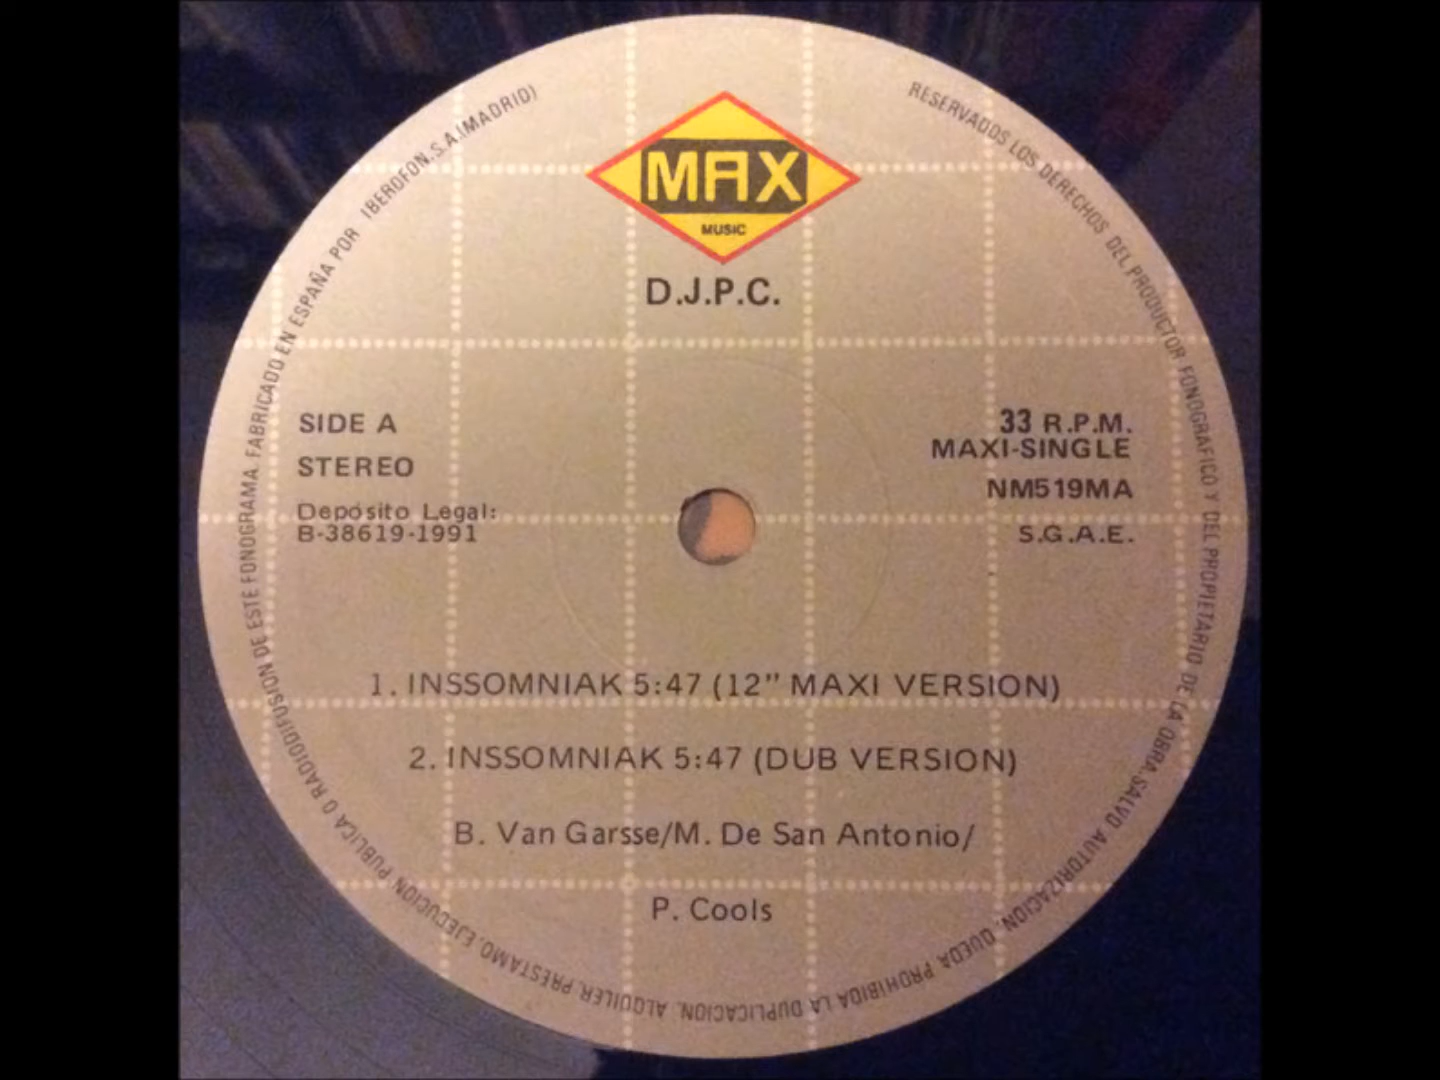 MAX
MUSIC
D.J.P.C.
SIDE A
STEREO
Depósito Legal:
B-38619-1991
33 R.P.M.
MAXI-SINGLE
NM519MA
S.G.A.E.
1. INSSOMNIAK 5:47 (12" MAXI VERSION)
2. INSSOMNIAK 5:47 (DUB VERSION)
B. Van Garsse/M. De San Antonio/
P. Cools
RESERVADOS LOS DERECHOS DEL PRODUCTOR FONOGRAFICO Y DEL PROPIETARIO DE LA OBRA. SALVO AUTORIZACION, QUEDA PROHIBIDA LA DUPLICACION, ALQUILER, PRESTAMO, EJECUCION PUBLICA O RADIODIFUSION DE ESTE FONOGRAMA. FABRICADO EN ESPAÑA POR IBEROFON, S.A. (MADRID)